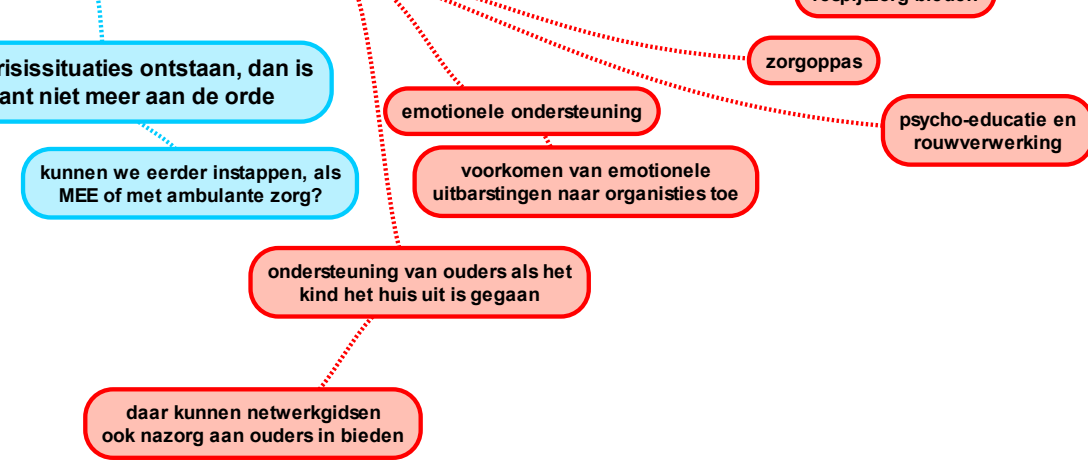 zorgoppas
risissituaties ontstaan, dan is
ant niet meer aan de orde
emotionele ondersteuning
psycho-educatie en
rouwverwerking
kunnen we eerder instappen, als
MEE of met ambulante zorg?
voorkomen van emotionele
uitbarstingen naar organisties toe
ondersteuning van ouders als het
kind het huis uit is gegaan
daar kunnen netwerkgidsen
ook nazorg aan ouders in bieden